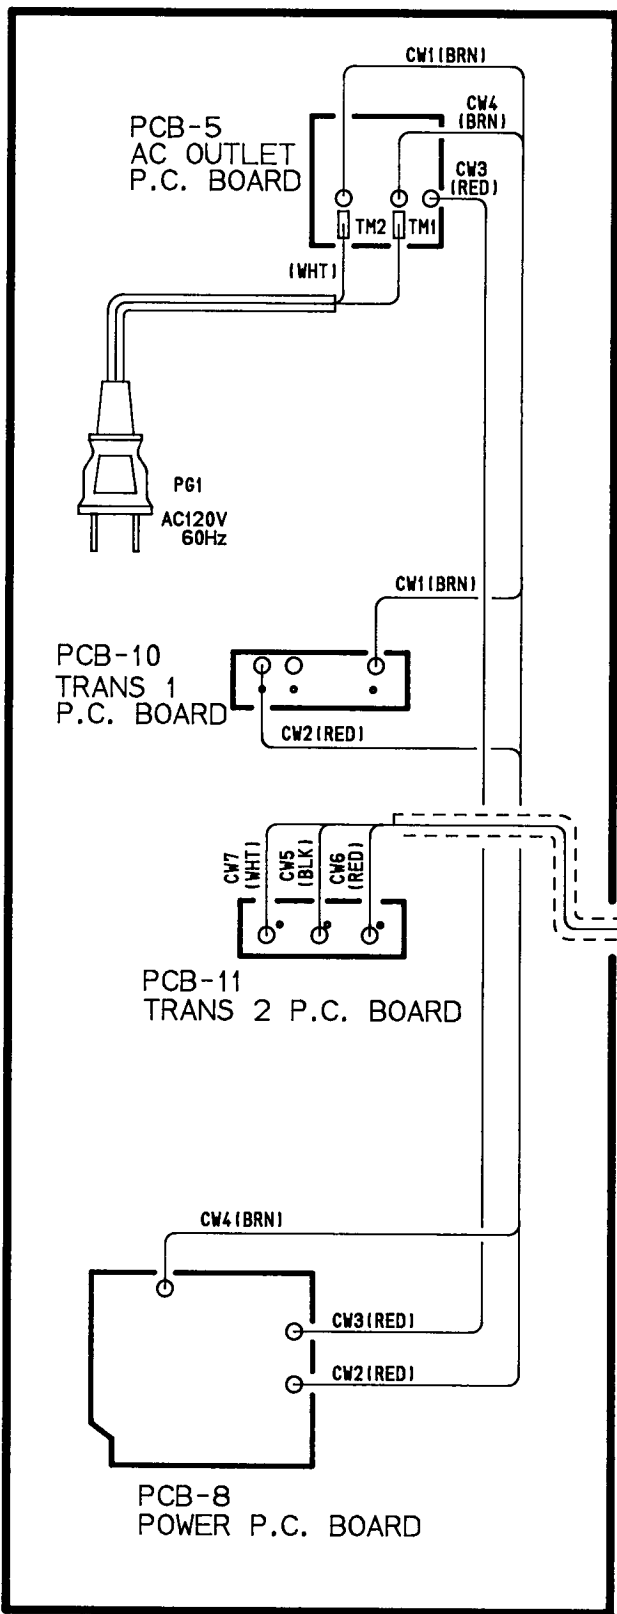 CW1(BRN)
PCB-5
AC OUTLET
P.C. BOARD
CW4
(BRN)
CW3
(RED)
TM2
TM1
(WHT)
PG1
AC120V
60Hz
CW1(BRN)
PCB-10
TRANS 1
P.C. BOARD
CW2(RED)
CW7
(WHT)
CW5
(BLK)
CW6
(RED)
PCB-11
TRANS 2 P.C. BOARD
CW4(BRN)
CW3(RED)
CW2(RED)
PCB-8
POWER P.C. BOARD